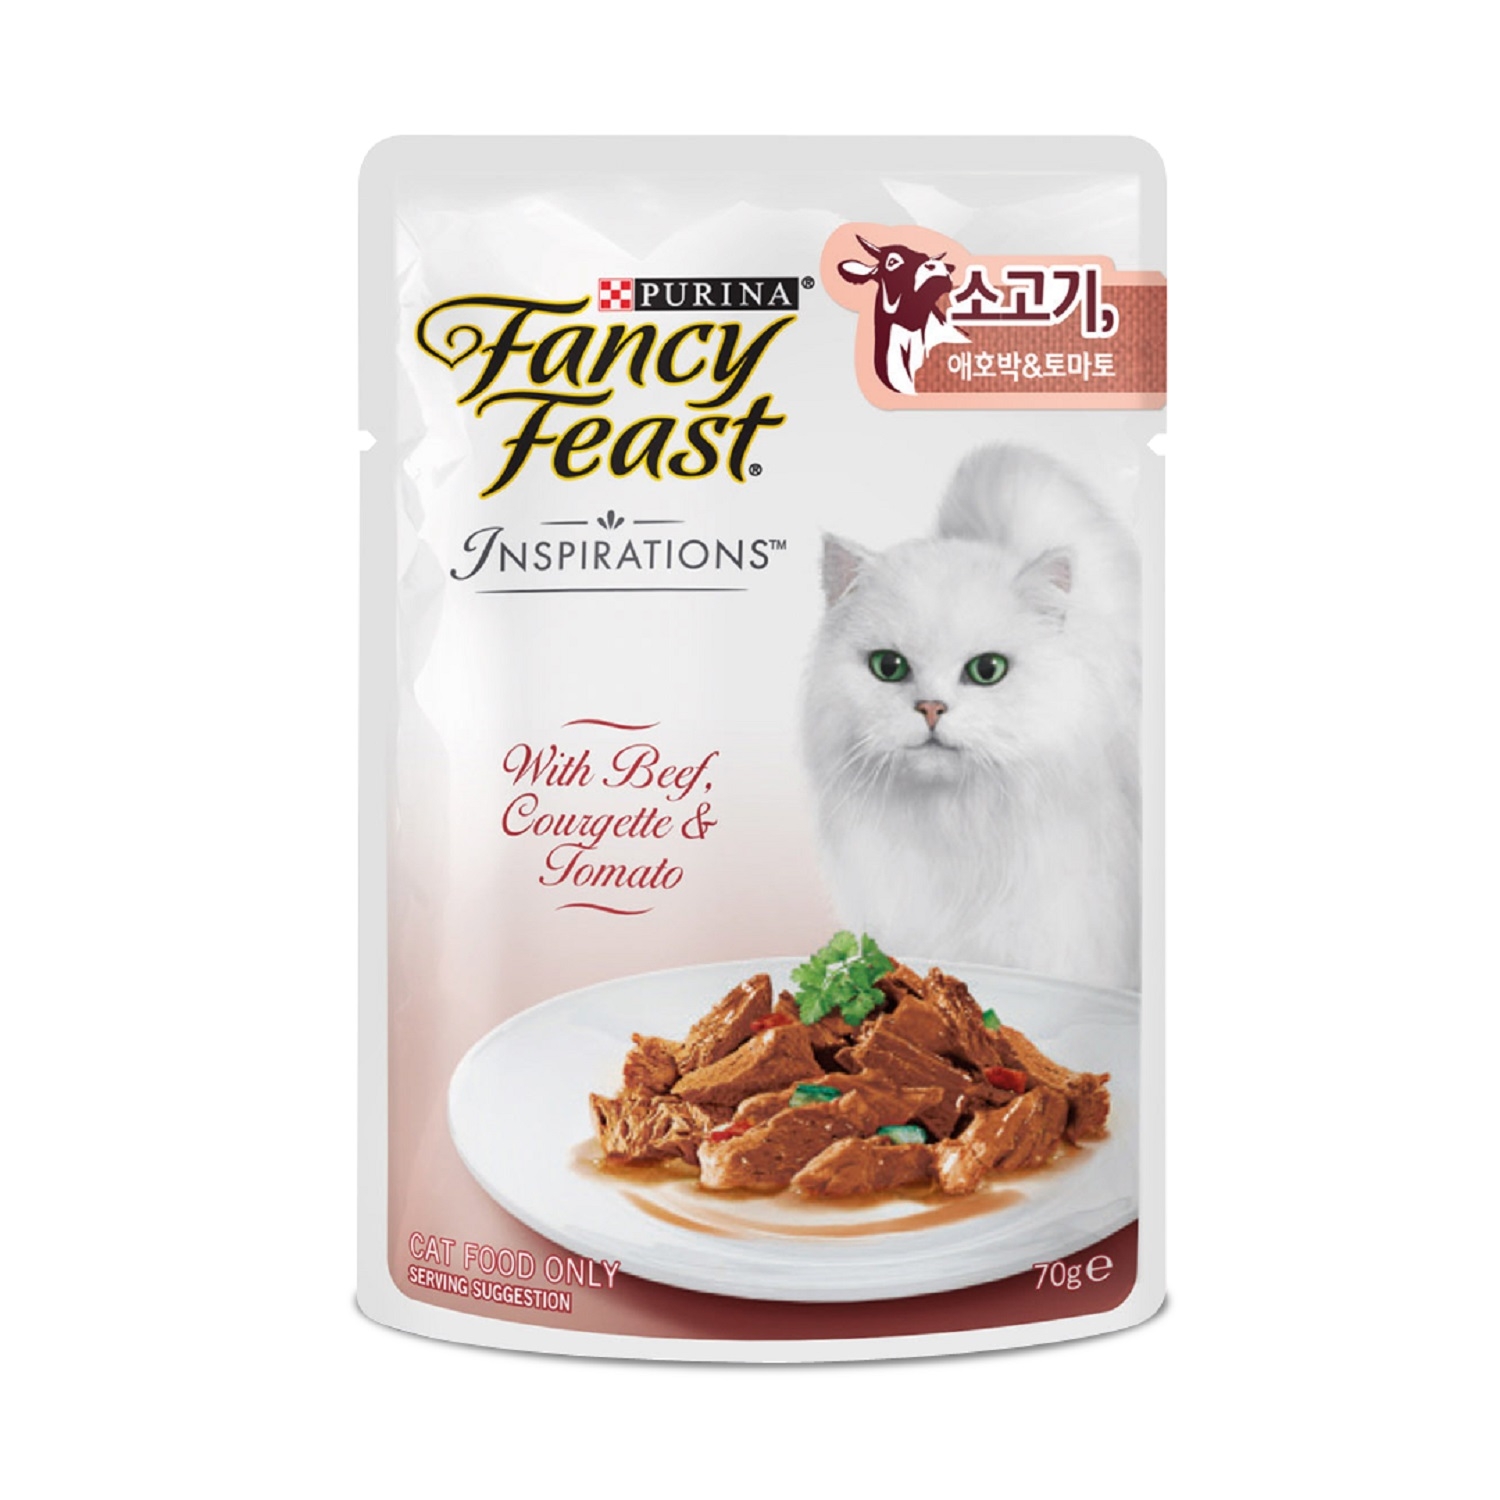 PURINA®
Fancy
Feast®
INSPIRATIONS™
소고기,
애호박&토마토
With Beef,
Courgette &
Tomato
CAT FOOD ONLY
SERVING SUGGESTION
70g℮